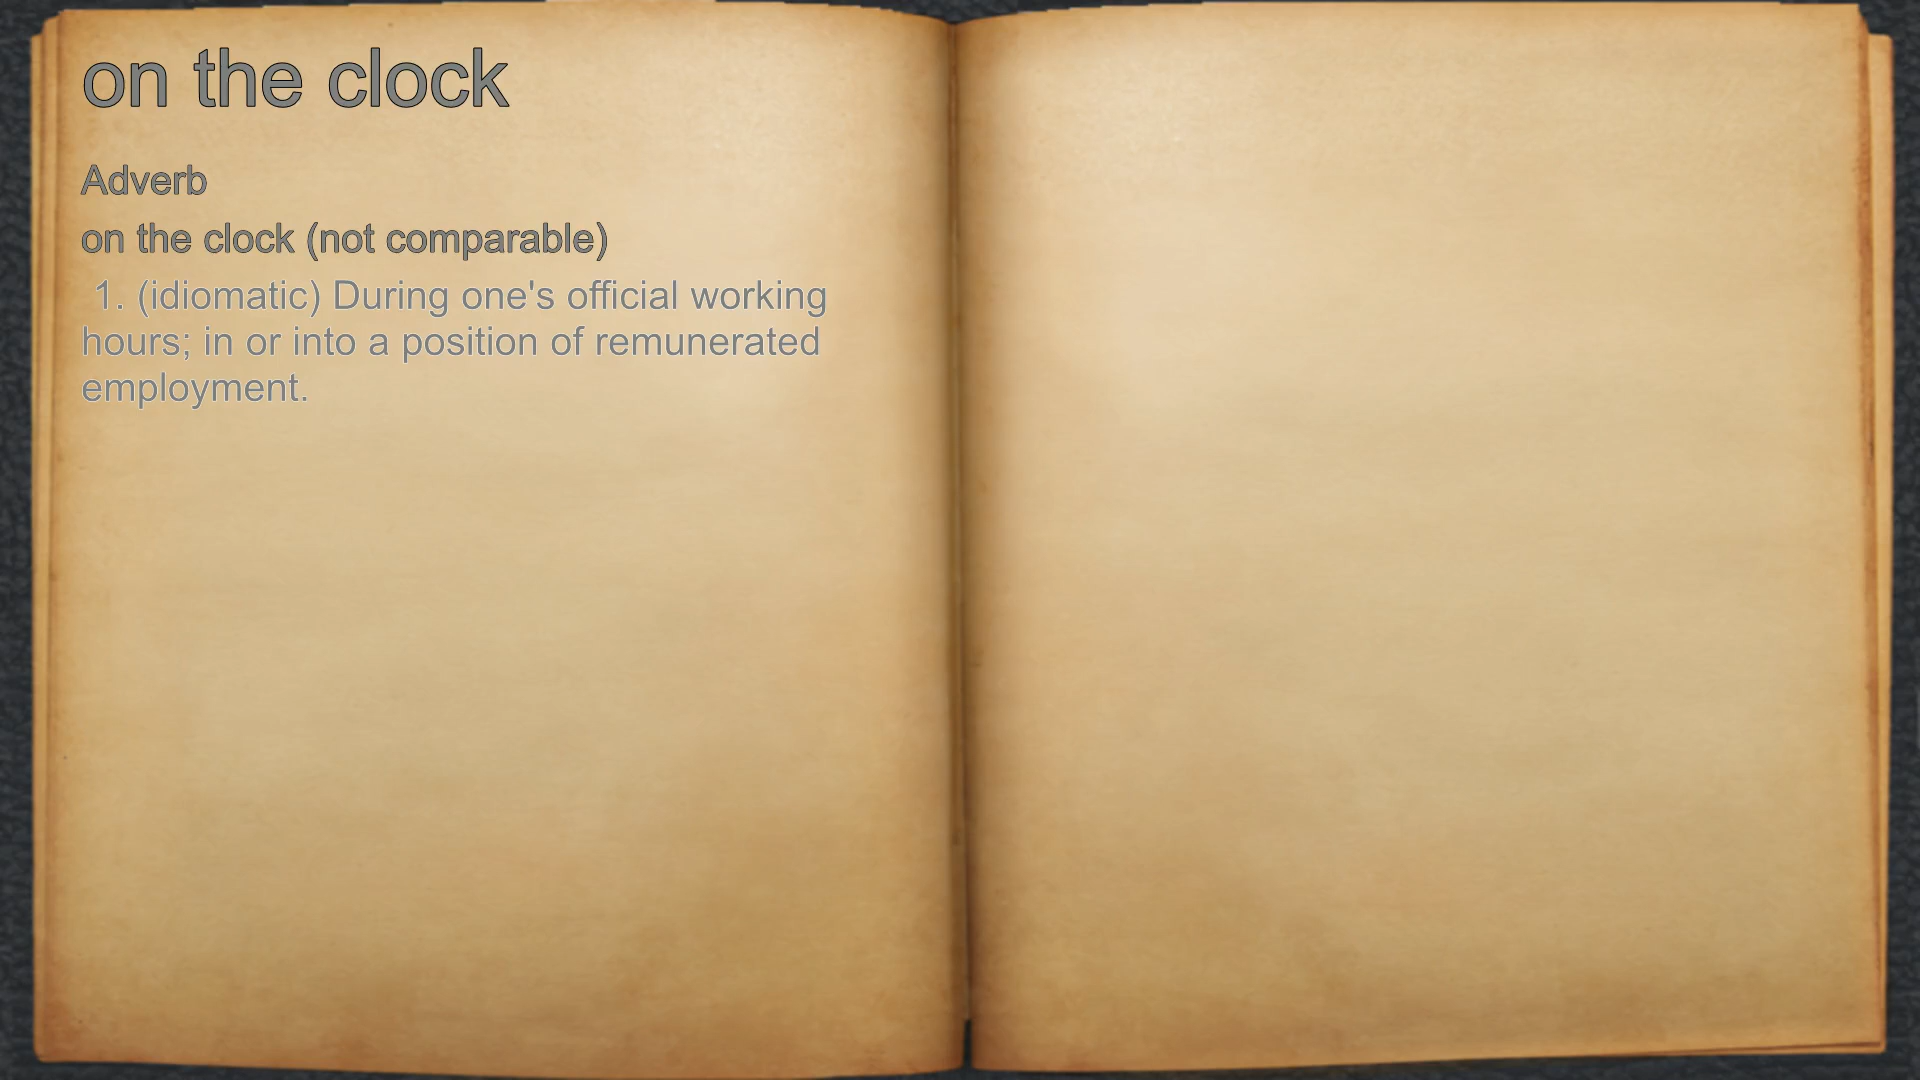 on the clock
Adverb
on the clock (not comparable)
1. (idiomatic) During one's official working
hours; in or into a position of remunerated
employment.